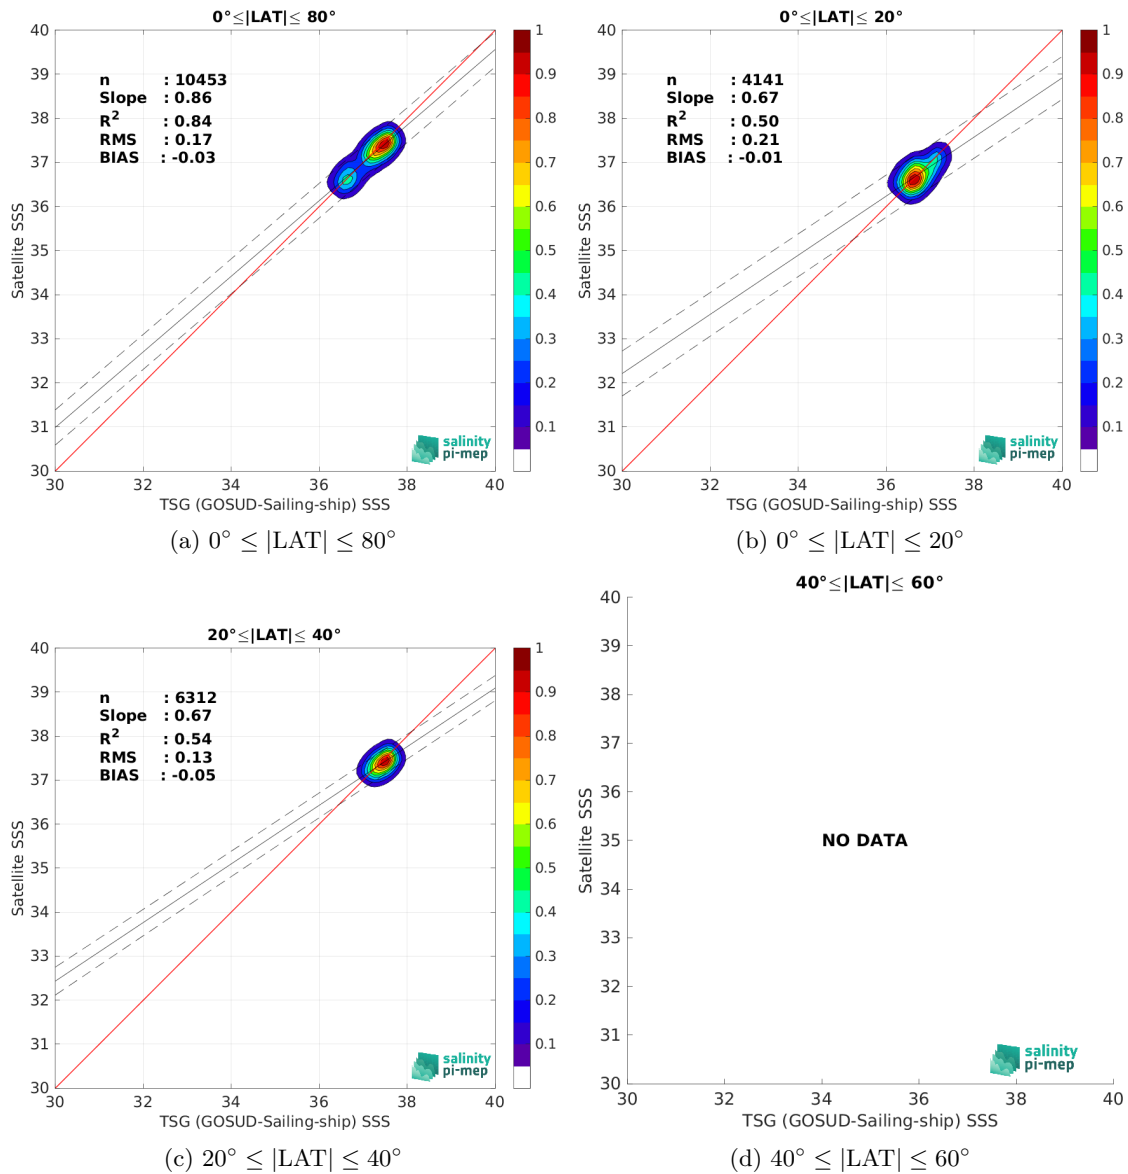 0°≤|LAT|≤ 80°
40
39
38
37
36
35
34
33
32
31
30
Satellite SSS
n : 10453
Slope : 0.86
R² : 0.84
RMS : 0.17
BIAS : -0.03
salinity
pi-mep
30 32 34 36 38 40
TSG (GOSUD-Sailing-ship) SSS
1
0.9
0.8
0.7
0.6
0.5
0.4
0.3
0.2
0.1
(a) 0° ≤ |LAT| ≤ 80°
0°≤|LAT|≤ 20°
40
39
38
37
36
35
34
33
32
31
30
Satellite SSS
n : 4141
Slope : 0.67
R² : 0.50
RMS : 0.21
BIAS : -0.01
salinity
pi-mep
30 32 34 36 38 40
TSG (GOSUD-Sailing-ship) SSS
1
0.9
0.8
0.7
0.6
0.5
0.4
0.3
0.2
0.1
(b) 0° ≤ |LAT| ≤ 20°
20°≤|LAT|≤ 40°
40
39
38
37
36
35
34
33
32
31
30
Satellite SSS
n : 6312
Slope : 0.67
R² : 0.54
RMS : 0.13
BIAS : -0.05
salinity
pi-mep
30 32 34 36 38 40
TSG (GOSUD-Sailing-ship) SSS
1
0.9
0.8
0.7
0.6
0.5
0.4
0.3
0.2
0.1
(c) 20° ≤ |LAT| ≤ 40°
40°≤|LAT|≤ 60°
40
39
38
37
36
35
34
33
32
31
30
Satellite SSS
NO DATA
salinity
pi-mep
30 32 34 36 38 40
TSG (GOSUD-Sailing-ship) SSS
(d) 40° ≤ |LAT| ≤ 60°